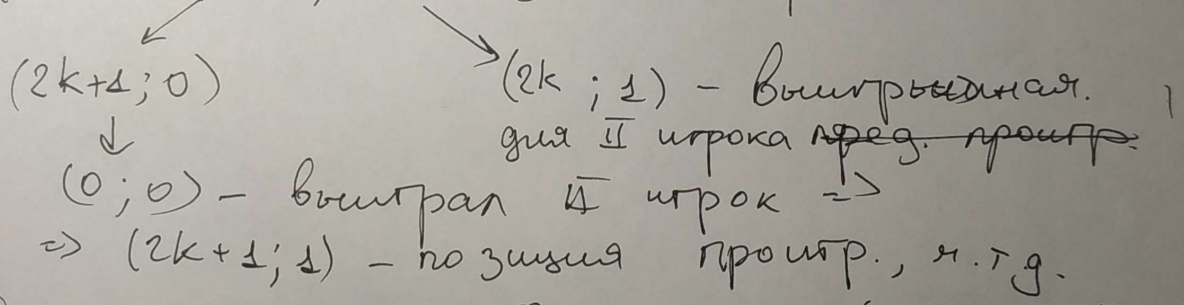 (2k+1; 0) (2k ; 1) - выигрышная.
для II игрока пред. проигр.
(0; 0) - выиграл II игрок =>
=> (2k+1; 1) - позиция проигр., ч.т.д.